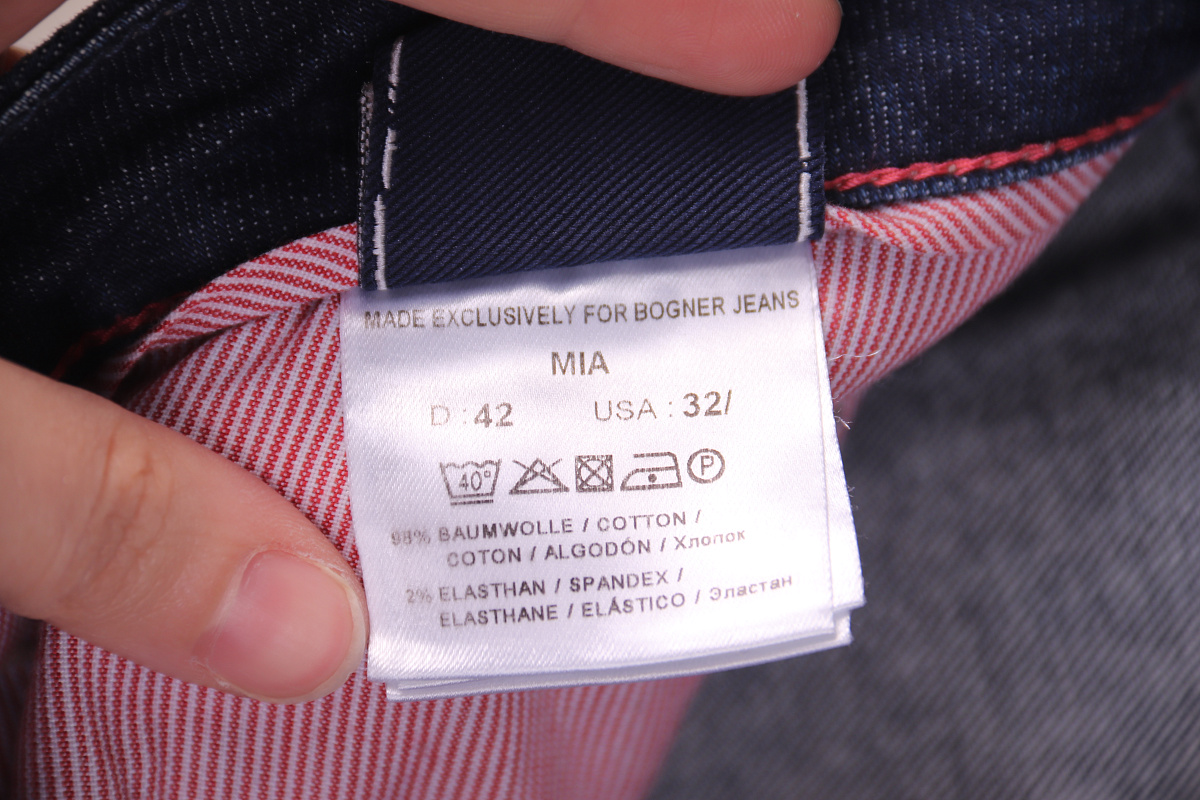 MADE EXCLUSIVELY FOR BOGNER JEANS
MIA
D : 42 USA : 32/
40° P
98% BAUMWOLLE / COTTON /
COTON / ALGODÓN / Хлопок
2% ELASTHAN / SPANDEX /
ELASTHANE / ELÁSTICO / Эластан